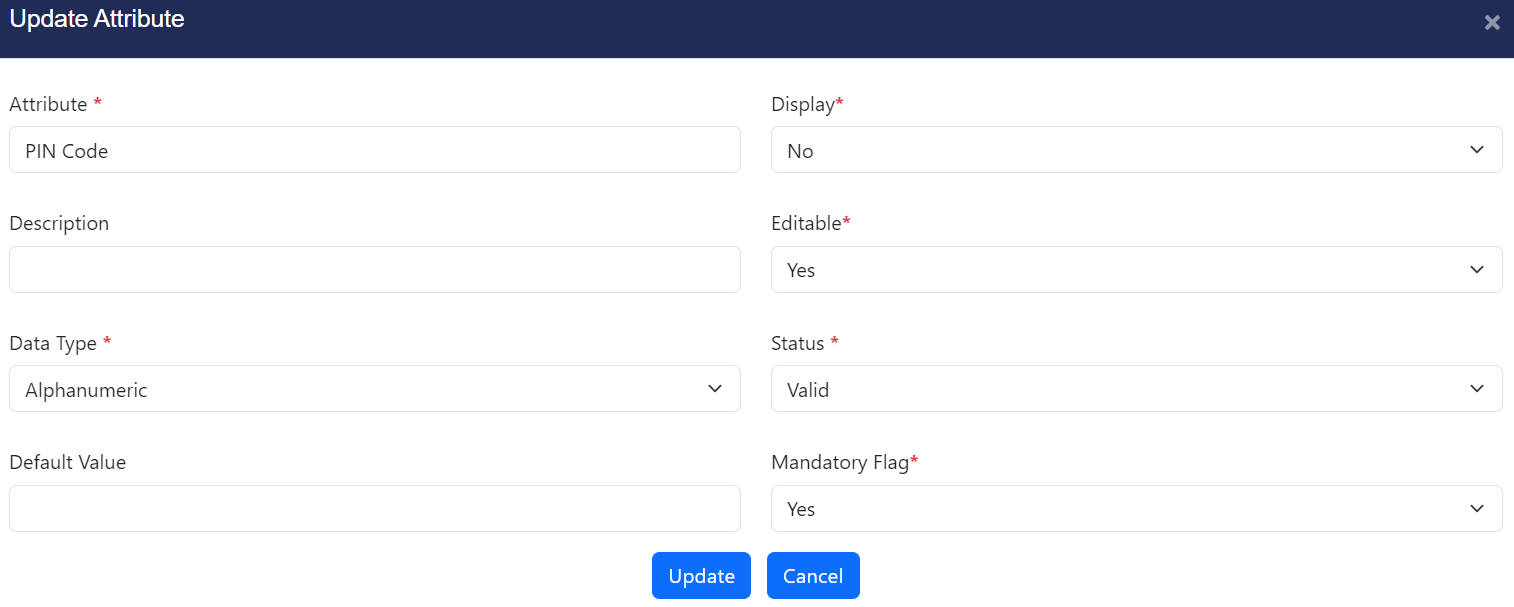 Update Attribute
Attribute *
Display*
PIN Code
No
Description
Editable*
Yes
Data Type *
Status *
Alphanumeric
Valid
Default Value
Mandatory Flag*
Yes
Update
Cancel